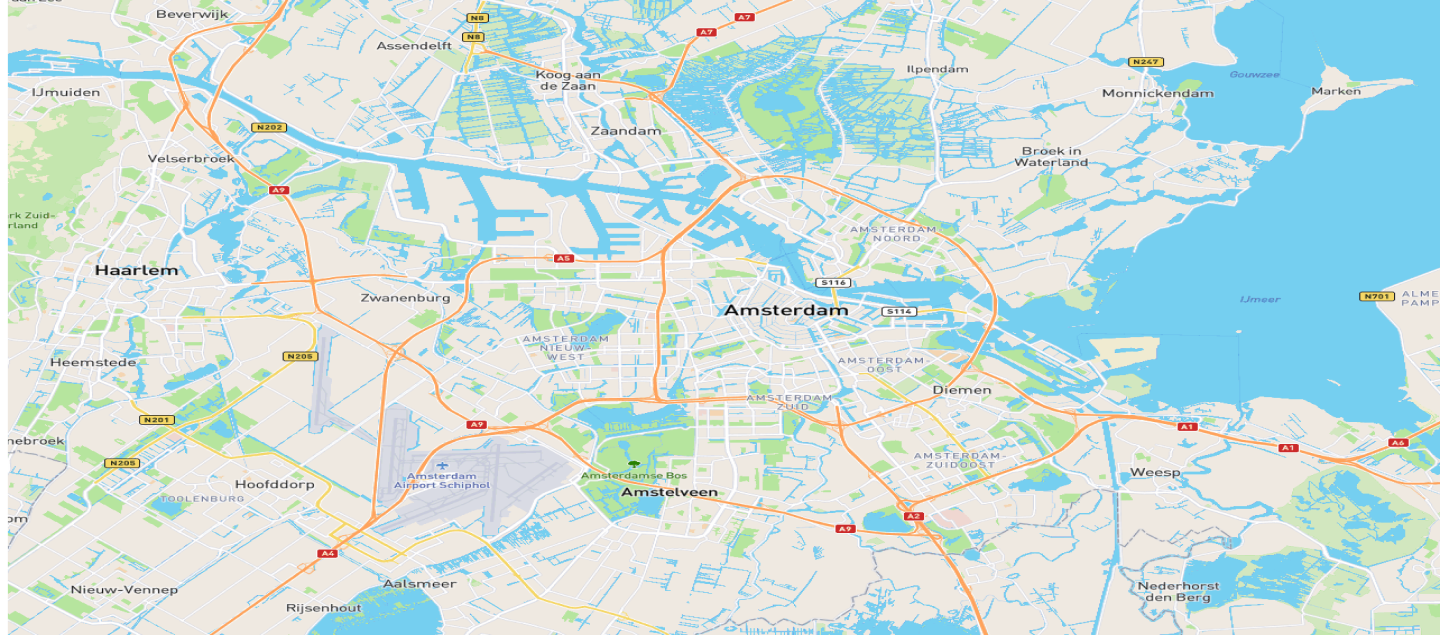 Beverwijk
N8
A7
A7
Assendelft
N8
Ilpendam
N247
Gouwzee
Koog aan
de Zaan
IJmuiden
Monnickendam
Marken
N202
Zaandam
Velserbroek
Broek in
Waterland
A9
rk Zuid-
rland
AMSTERDAM
NOORD
A5
Haarlem
S116
Zwanenburg
IJmeer
N701
ALME
PAMP
Amsterdam
S114
AMSTERDAM
NIEUW-
WEST
N205
Heemstede
AMSTERDAM-
OOST
Diemen
AMSTERDAM
ZUID
N201
A9
A1
nebroek
A1
A6
N205
AMSTERDAM-
ZUIDOOST
Amsterdam
Airport Schiphol
Amsterdamse Bos
Weesp
Hoofddorp
TOOLENBURG
Amstelveen
om
A2
A9
A4
Aalsmeer
Nieuw-Vennep
Nederhorst
den Berg
Rijsenhout